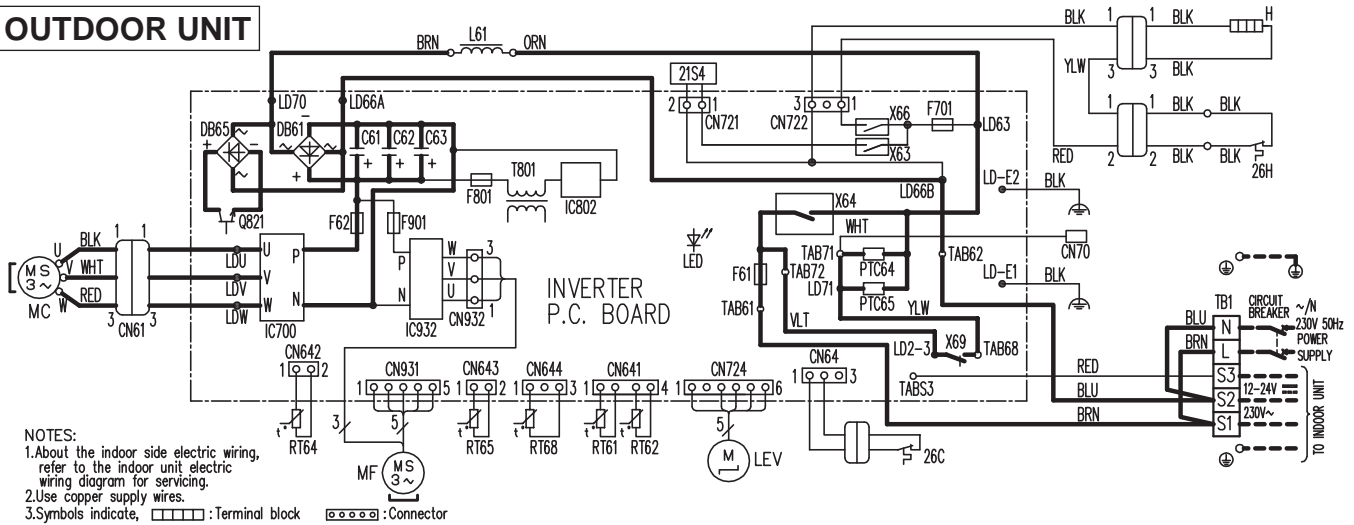 OUTDOOR UNIT
BRN L61 ORN
BLK 1 1 BLK H
YLW 3 3 BLK
21S4
2 1 CN721
3 1 CN722
X66 F701
X63
LD63
1 1 BLK BLK
RED 2 2 BLK BLK
26H
LD70 LD66A
DB65 ~ DB61 - C61 C62 C63
+ - ~ ~
~ + + + +
F801 T801 IC802
Q821
F62 F901
LD66B
LD-E2 BLK
X64
WHT
LED
TAB71 PTC64
TAB62
CN70
F61 TAB72
LD71 PTC65
LD-E1 BLK
TAB61
VLT YLW
LD2-3 X69 TAB68
U BLK 1 1 LDU U P
MS 3~ V WHT LDV V
MC W RED 3 3 LDW W N
CN61
IC700
P W 3
V
N U 1
IC932 CN932
INVERTER
P.C. BOARD
TB1 CIRCUIT BREAKER ~/N
230V 50Hz
POWER
SUPPLY
BLU N
BRN L
RED S3
BLU S2 12-24V
BRN S1 230V~
TO INDOOR UNIT
TABS3
CN642
1 2
t° RT64
CN931
1 5
3 5
MF MS 3~
CN643
1 2
t° RT65
CN644
1 3
t° RT68
CN641
1 4
t° t°
RT61 RT62
CN724
1 6
5
M LEV
CN64
1 3
26C
NOTES:
1.About the indoor side electric wiring,
refer to the indoor unit electric
wiring diagram for servicing.
2.Use copper supply wires.
3.Symbols indicate, : Terminal block : Connector